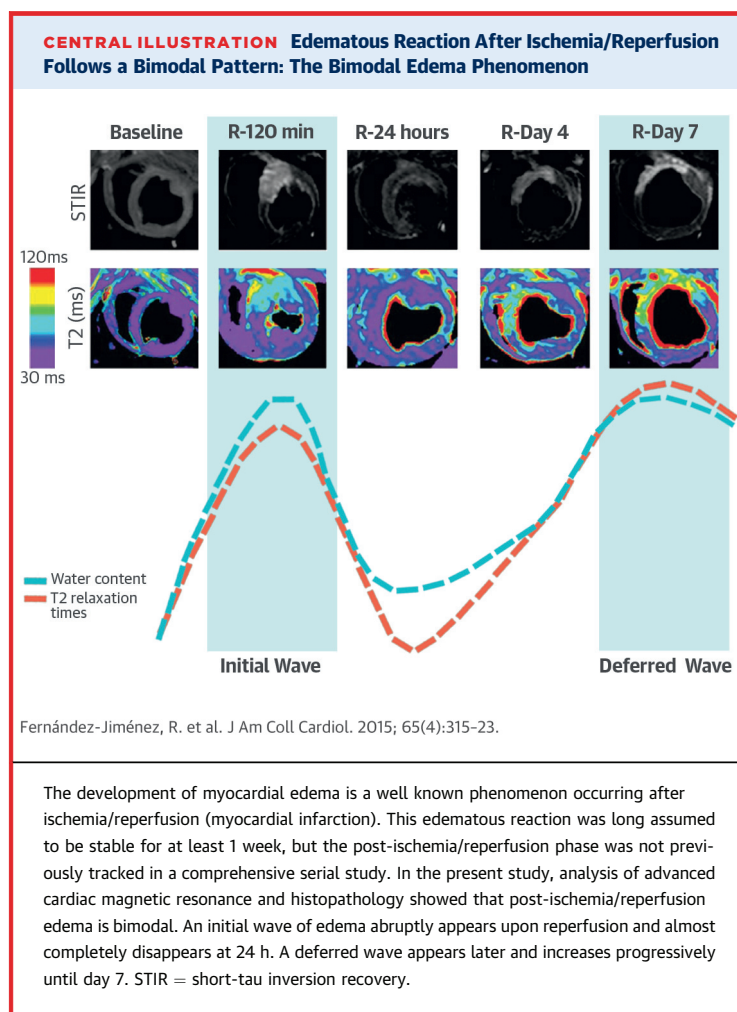 CENTRAL ILLUSTRATION Edematous Reaction After Ischemia/Reperfusion
Follows a Bimodal Pattern: The Bimodal Edema Phenomenon
Baseline R-120 min R-24 hours R-Day 4 R-Day 7
STIR
120ms
T2 (ms)
30 ms
Water content
T2 relaxation
times
Initial Wave Deferred Wave
Fernández-Jiménez, R. et al. J Am Coll Cardiol. 2015; 65(4):315–23.
The development of myocardial edema is a well known phenomenon occurring after
ischemia/reperfusion (myocardial infarction). This edematous reaction was long assumed
to be stable for at least 1 week, but the post-ischemia/reperfusion phase was not previ-
ously tracked in a comprehensive serial study. In the present study, analysis of advanced
cardiac magnetic resonance and histopathology showed that post-ischemia/reperfusion
edema is bimodal. An initial wave of edema abruptly appears upon reperfusion and almost
completely disappears at 24 h. A deferred wave appears later and increases progressively
until day 7. STIR = short-tau inversion recovery.